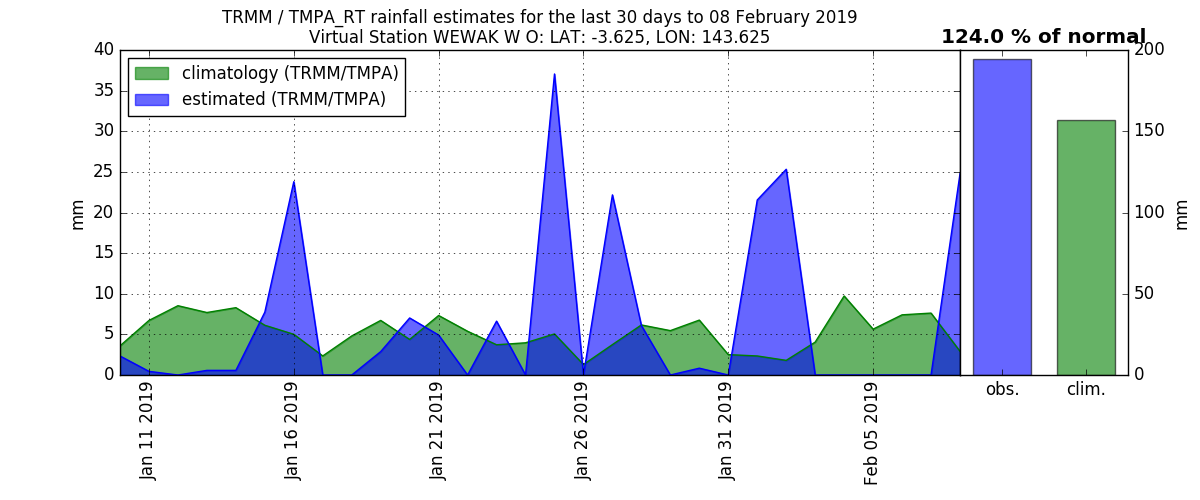 TRMM / TMPA_RT rainfall estimates for the last 30 days to 08 February 2019
Virtual Station WEWAK W O: LAT: -3.625, LON: 143.625
124.0 % of normal
climatology (TRMM/TMPA)
estimated (TRMM/TMPA)
mm
40
35
30
25
20
15
10
5
0
Jan 11 2019
Jan 16 2019
Jan 21 2019
Jan 26 2019
Jan 31 2019
Feb 05 2019
obs.
clim.
200
150
100
50
0
mm